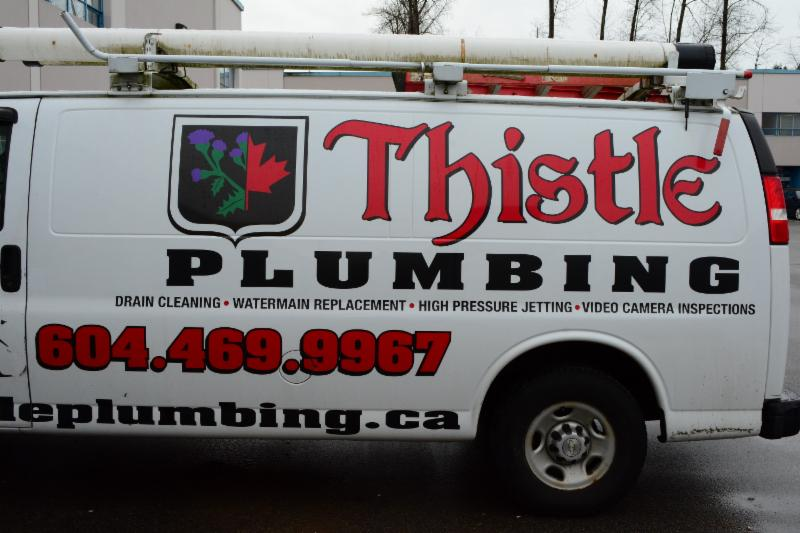 Thistle
PLUMBING
DRAIN CLEANING • WATERMAIN REPLACEMENT • HIGH PRESSURE JETTING • VIDEO CAMERA INSPECTIONS
604.469.9967
leplumbing.ca